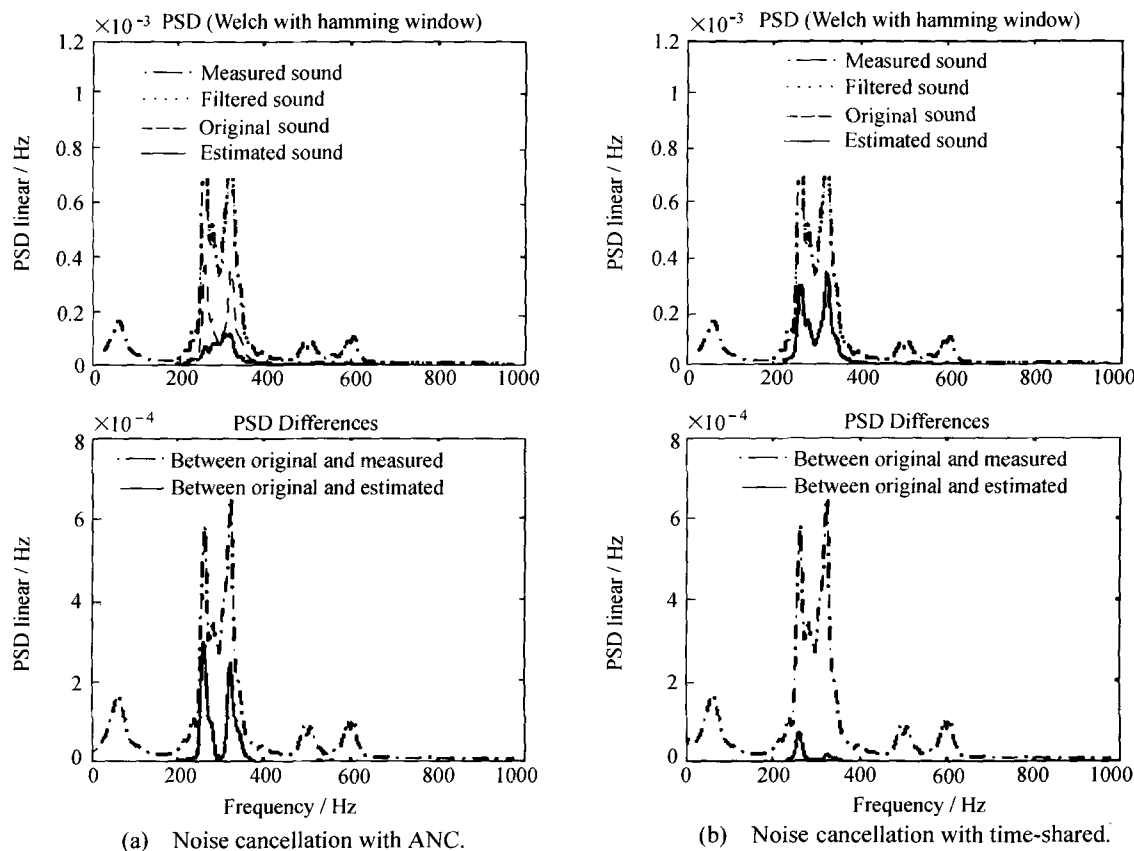 ×10⁻³ PSD (Welch with hamming window)
1.2
1
0.8
0.6
0.4
0.2
0
PSD linear / Hz
Measured sound
Filtered sound
Original sound
Estimated sound
0 200 400 600 800 1000
×10⁻⁴ PSD Differences
8
6
4
2
0
PSD linear / Hz
Between original and measured
Between original and estimated
0 200 400 600 800 1000
Frequency / Hz
(a) Noise cancellation with ANC.
×10⁻³ PSD (Welch with hamming window)
1.2
1
0.8
0.6
0.4
0.2
0
PSD linear / Hz
Measured sound
Filtered sound
Original sound
Estimated sound
0 200 400 600 800 1000
×10⁻⁴ PSD Differences
8
6
4
2
0
PSD linear / Hz
Between original and measured
Between original and estimated
0 200 400 600 800 1000
Frequency / Hz
(b) Noise cancellation with time-shared.